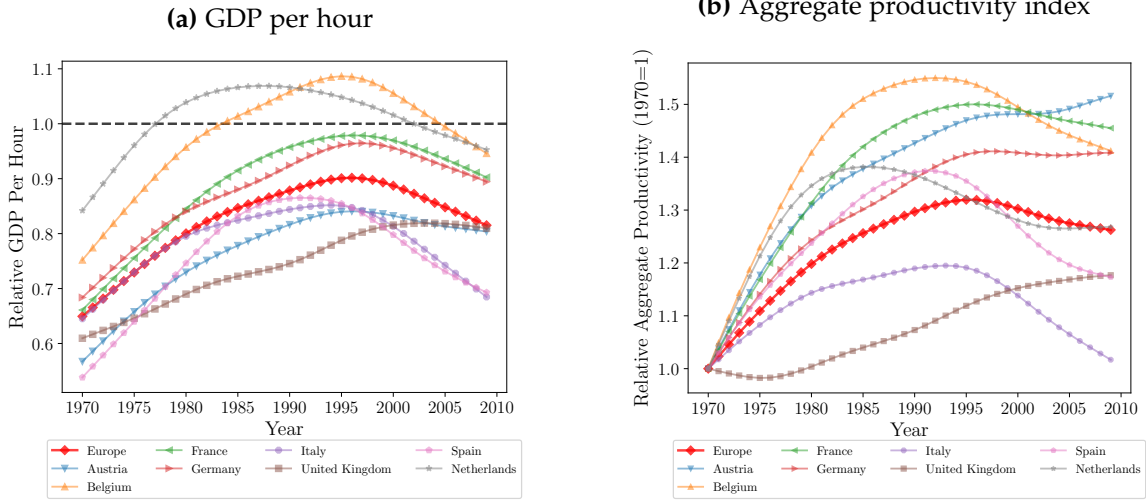 (a) GDP per hour
Relative GDP Per Hour
1.1
1.0
0.9
0.8
0.7
0.6
1970 1975 1980 1985 1990 1995 2000 2005 2010
Year
Europe France Italy Spain
Austria Germany United Kingdom Netherlands
Belgium
(b) Aggregate productivity index
Relative Aggregate Productivity (1970=1)
1.5
1.4
1.3
1.2
1.1
1.0
1970 1975 1980 1985 1990 1995 2000 2005 2010
Year
Europe France Italy Spain
Austria Germany United Kingdom Netherlands
Belgium